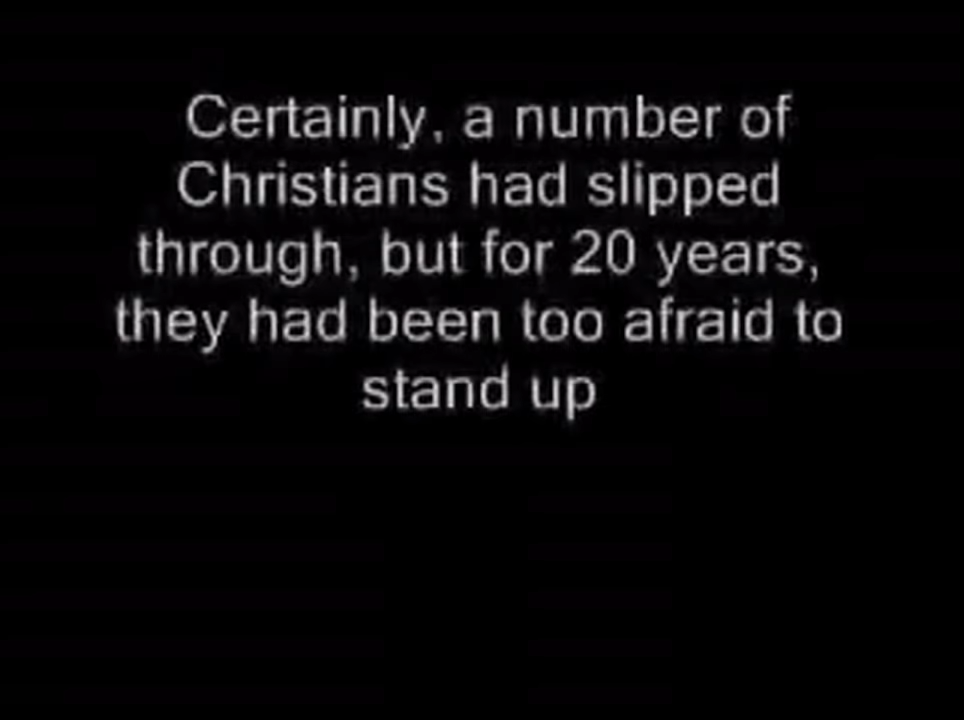 Certainly, a number of
Christians had slipped
through, but for 20 years,
they had been too afraid to
stand up